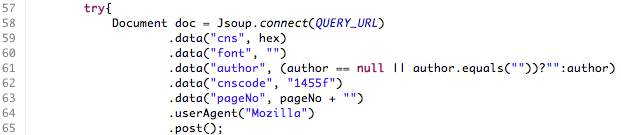 57 try{
58 Document doc = Jsoup.connect(QUERY_URL)
59 .data("cns", hex)
60 .data("font", "")
61 .data("author", (author == null || author.equals(""))?"":author)
62 .data("cnscode", "1455f")
63 .data("pageNo", pageNo + "")
64 .userAgent("Mozilla")
65 .post();